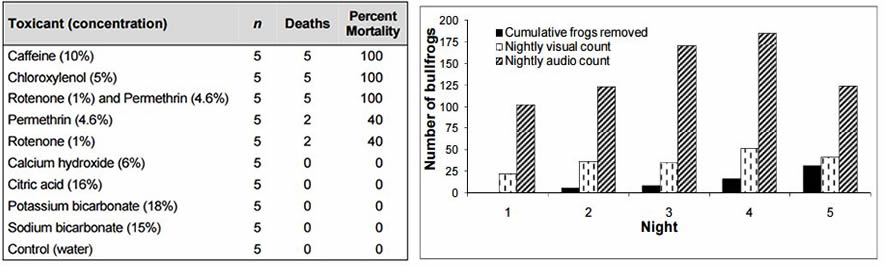 Toxicant (concentration) n Deaths Percent Mortality
Caffeine (10%) 5 5 100
Chloroxylenol (5%) 5 5 100
Rotenone (1%) and Permethrin (4.6%) 5 5 100
Permethrin (4.6%) 5 2 40
Rotenone (1%) 5 2 40
Calcium hydroxide (6%) 5 0 0
Citric acid (16%) 5 0 0
Potassium bicarbonate (18%) 5 0 0
Sodium bicarbonate (15%) 5 0 0
Control (water) 5 0 0
Number of bullfrogs
200
175
150
125
100
75
50
25
0
Cumulative frogs removed
Nightly visual count
Nightly audio count
1 2 3 4 5
Night